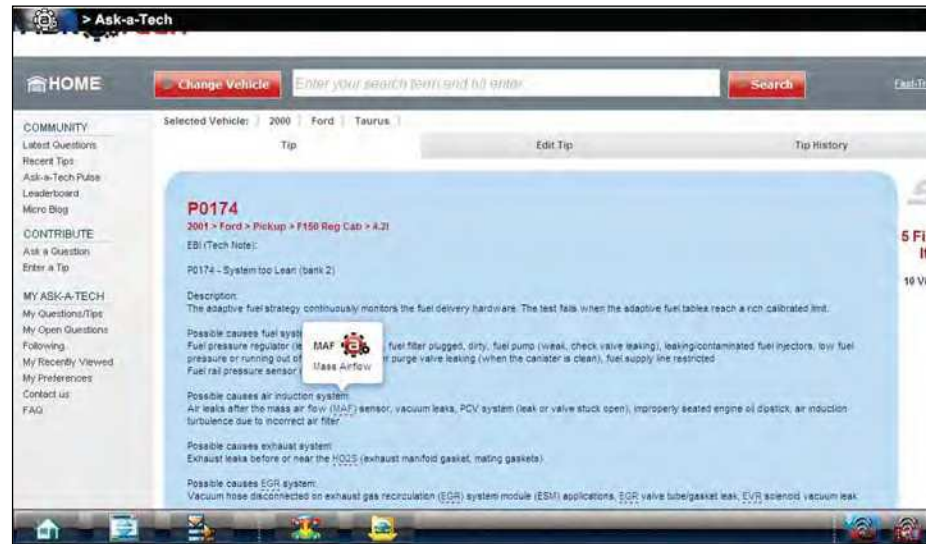 > Ask-a-Tech
HOME
Change Vehicle
Enter your search term and hit enter.
Search
COMMUNITY
Latest Questions
Recent Tips
Ask-a-Tech Pulse
Leaderboard
Micro Blog
CONTRIBUTE
Ask a Question
Enter a Tip
MY ASK-A-TECH
My Questions/Tips
My Open Questions
Following
My Recently Viewed
My Preferences
Contact us
FAQ
Selected Vehicle: | 2000 | Ford | Taurus |
Tip
Edit Tip
Tip History
P0174
2001 > Ford > Pickup > F150 Reg Cab > 4.2l
EBI (Tech Note):
P0174 - System too Lean (bank 2)
Description:
The adaptive fuel strategy continuously monitors the fuel delivery hardware. The test fails when the adaptive fuel tables reach a rich calibrated limit.
Possible causes fuel
Fuel pressure regulator fuel filter plugged, dirty, fuel pump (weak, check valve leaking), leaking/contaminated fuel injectors, low fuel
pressure or running out of purge valve leaking (when the canister is clean), fuel supply line restricted
Fuel rail pressure sensor
MAF
Mass Airflow
Possible causes air induction system:
Air leaks after the mass air flow (MAF) sensor, vacuum leaks, PCV system (leak or valve stuck open), improperly seated engine oil dipstick, air induction
turbulence due to incorrect air filter
Possible causes exhaust system:
Exhaust leaks before or near the HO2S (exhaust manifold gasket, mating gaskets)
Possible causes EGR system:
Vacuum hose disconnected on exhaust gas recirculation (EGR) system module (ESM) applications, EGR valve tube/gasket leak, EVR solenoid vacuum leak